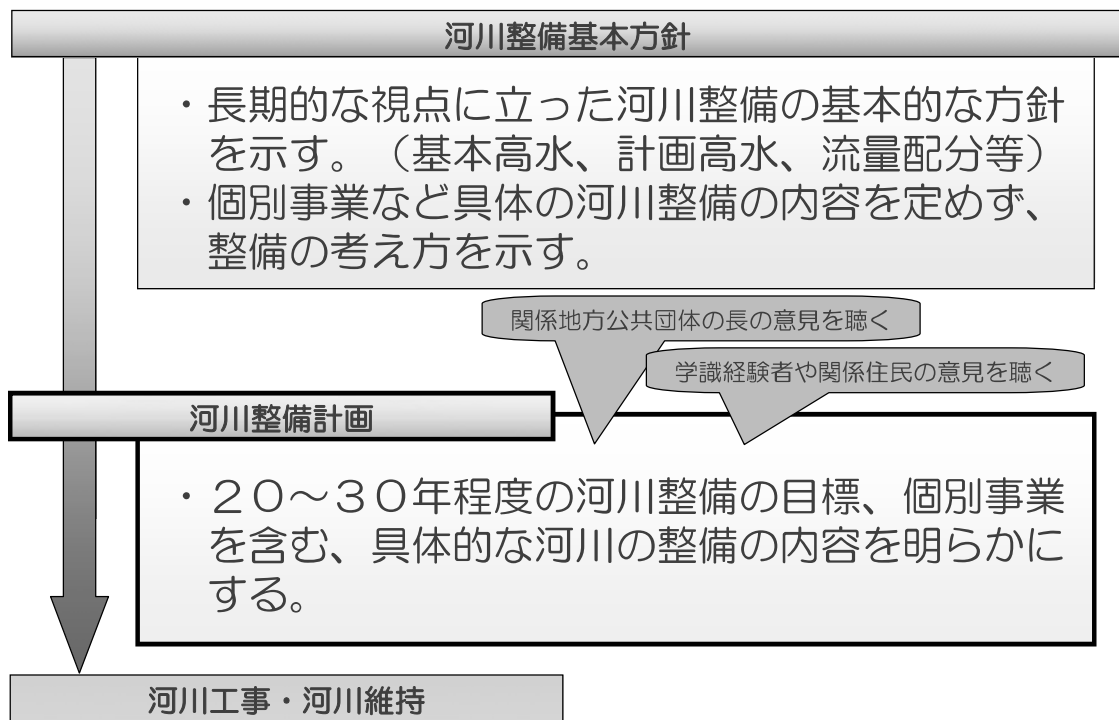 河川整備基本方針
・長期的な視点に立った河川整備の基本的な方針
を示す。（基本高水、計画高水、流量配分等）
・個別事業など具体の河川整備の内容を定めず、
整備の考え方を示す。
関係地方公共団体の長の意見を聴く
学識経験者や関係住民の意見を聴く
河川整備計画
・２０～３０年程度の河川整備の目標、個別事業
を含む、具体的な河川の整備の内容を明らかに
する。
河川工事・河川維持